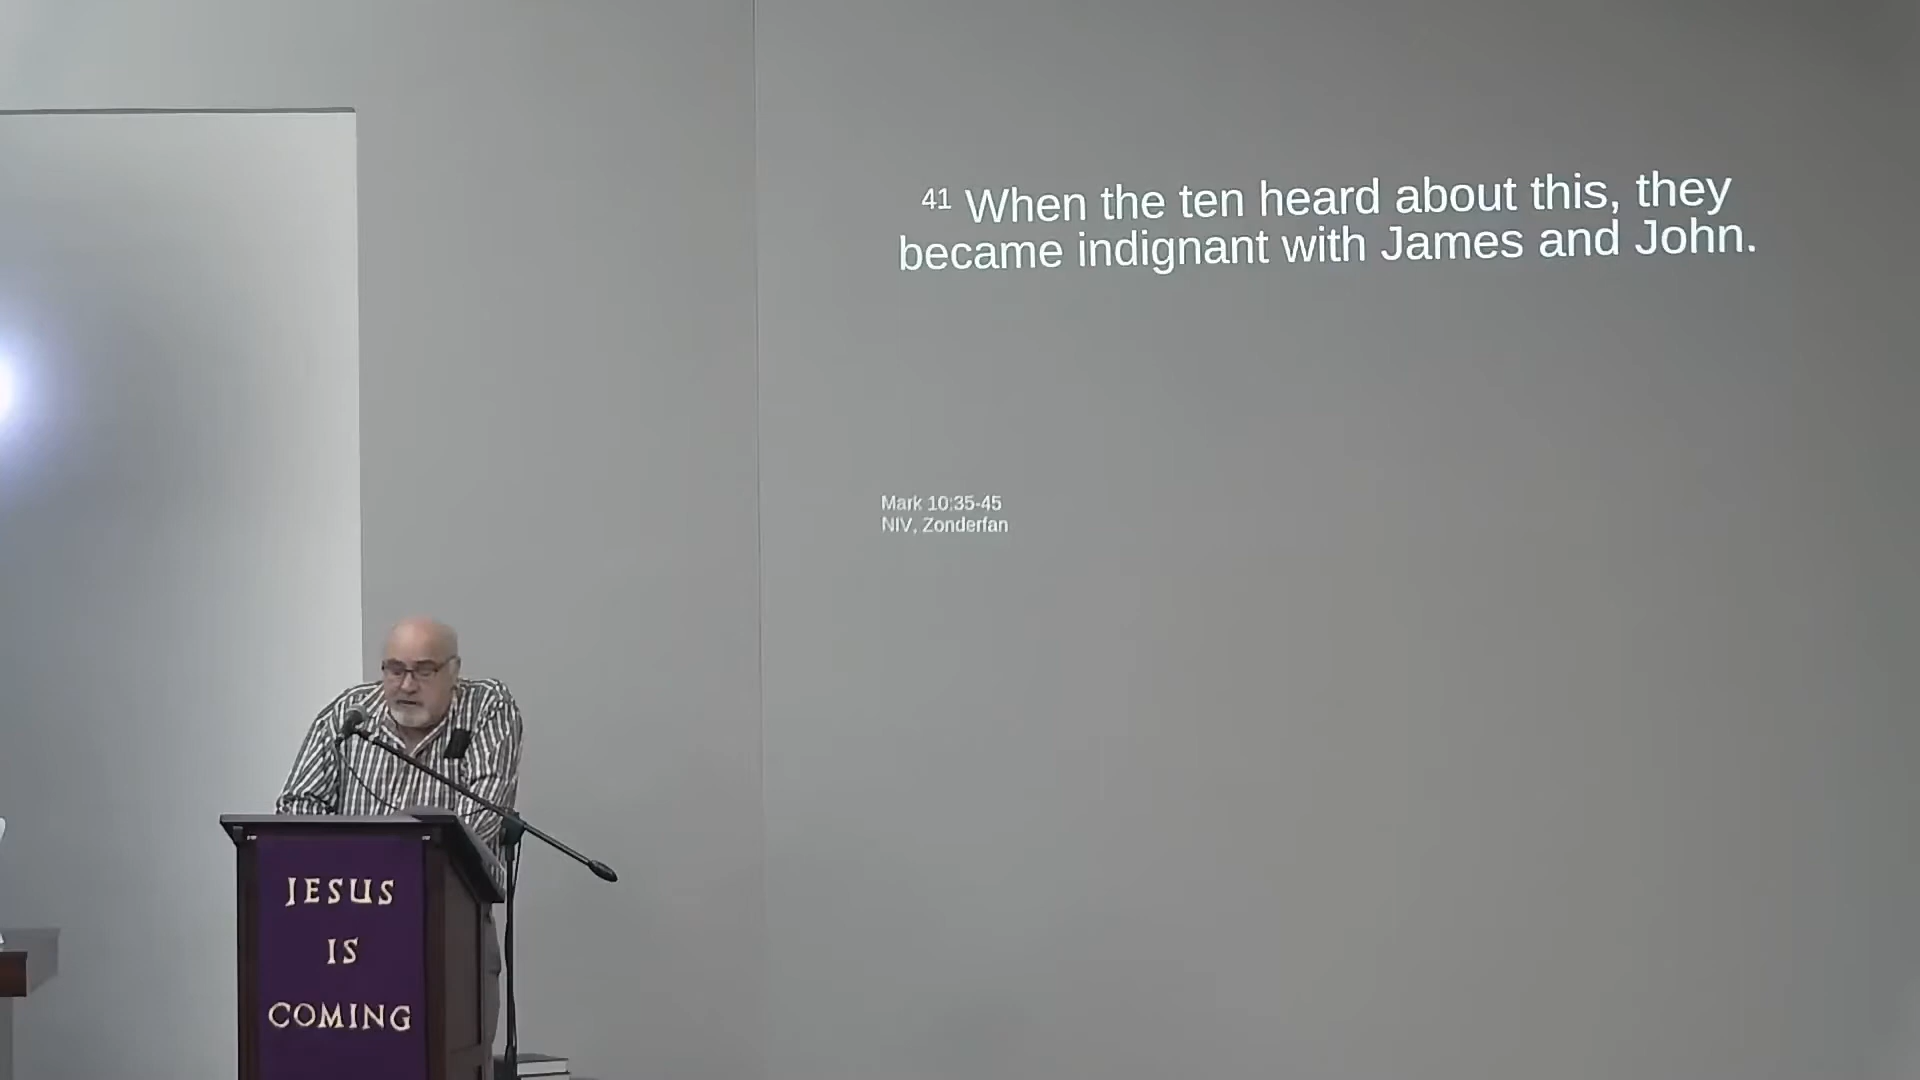 41 When the ten heard about this, they
became indignant with James and John.
Mark 10:35-45
NIV, Zonderfan
JESUS
IS
COMING